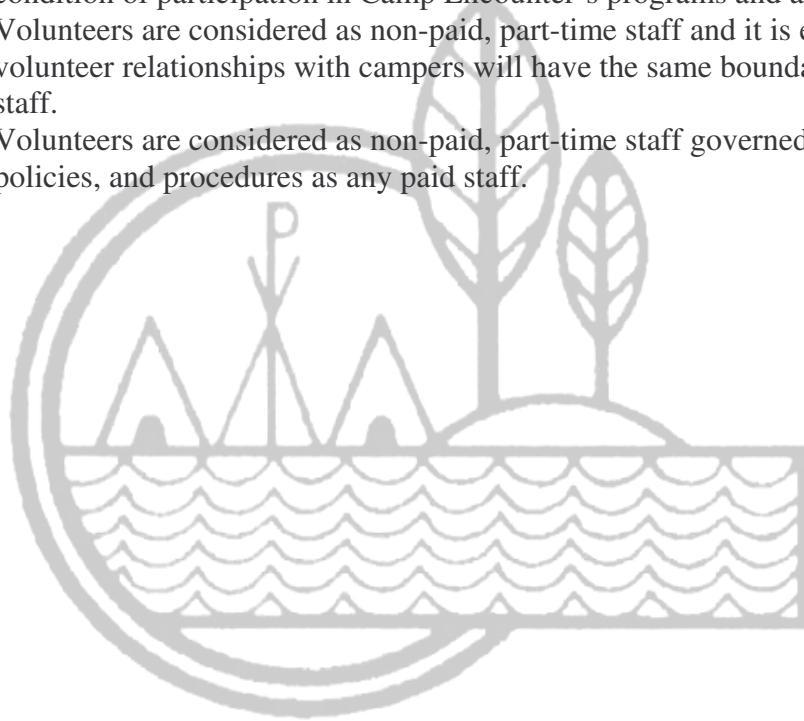 condition of participation in Camp Encounter's programs and a
Volunteers are considered as non-paid, part-time staff and it is e
volunteer relationships with campers will have the same bounda
staff.
Volunteers are considered as non-paid, part-time staff governed
policies, and procedures as any paid staff.